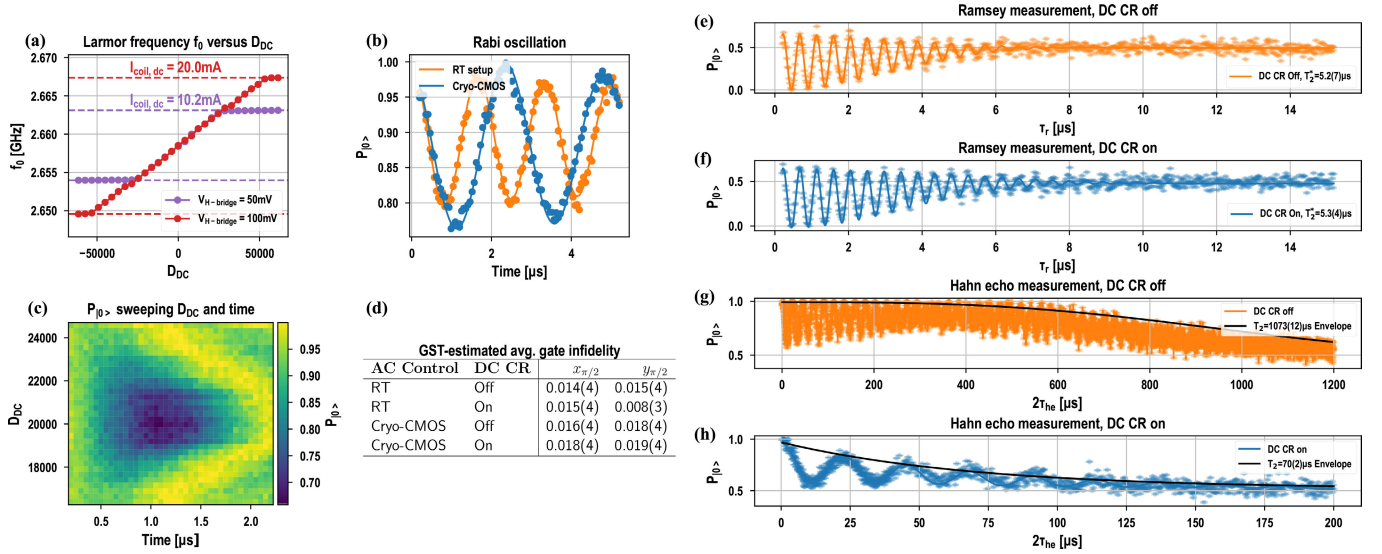 (a)
Larmor frequency f0 versus DDC
2.670
2.665
2.660
2.655
2.650
f0 [GHz]
Icoil, dc = 20.0mA
Icoil, dc = 10.2mA
VH−bridge = 50mV
VH−bridge = 100mV
−50000 0 50000
DDC
(b)
Rabi oscillation
1.00
0.95
0.90
0.85
0.80
P|0>
RT setup
Cryo-CMOS
0 2 4
Time [µs]
(c)
P|0> sweeping DDC and time
24000
22000
20000
18000
DDC
0.5 1.0 1.5 2.0
Time [µs]
0.95
0.90
0.85
0.80
0.75
0.70
P|0>
(d)
GST-estimated avg. gate infidelity
AC Control DC CR xπ/2 yπ/2
RT Off 0.014(4) 0.015(4)
RT On 0.015(4) 0.008(3)
Cryo-CMOS Off 0.016(4) 0.018(4)
Cryo-CMOS On 0.018(4) 0.019(4)
(e)
Ramsey measurement, DC CR off
0.5
0.0
P|0>
DC CR Off, T2*=5.2(7)µs
0 2 4 6 8 10 12 14
τr [µs]
(f)
Ramsey measurement, DC CR on
0.5
0.0
P|0>
DC CR On, T2*=5.3(4)µs
0 2 4 6 8 10 12 14
τr [µs]
(g)
Hahn echo measurement, DC CR off
1.0
0.5
P|0>
DC CR off
T2=1073(12)µs Envelope
0 200 400 600 800 1000 1200
2τhe [µs]
(h)
Hahn echo measurement, DC CR on
1.0
0.5
P|0>
DC CR on
T2=70(2)µs Envelope
0 25 50 75 100 125 150 175 200
2τhe [µs]